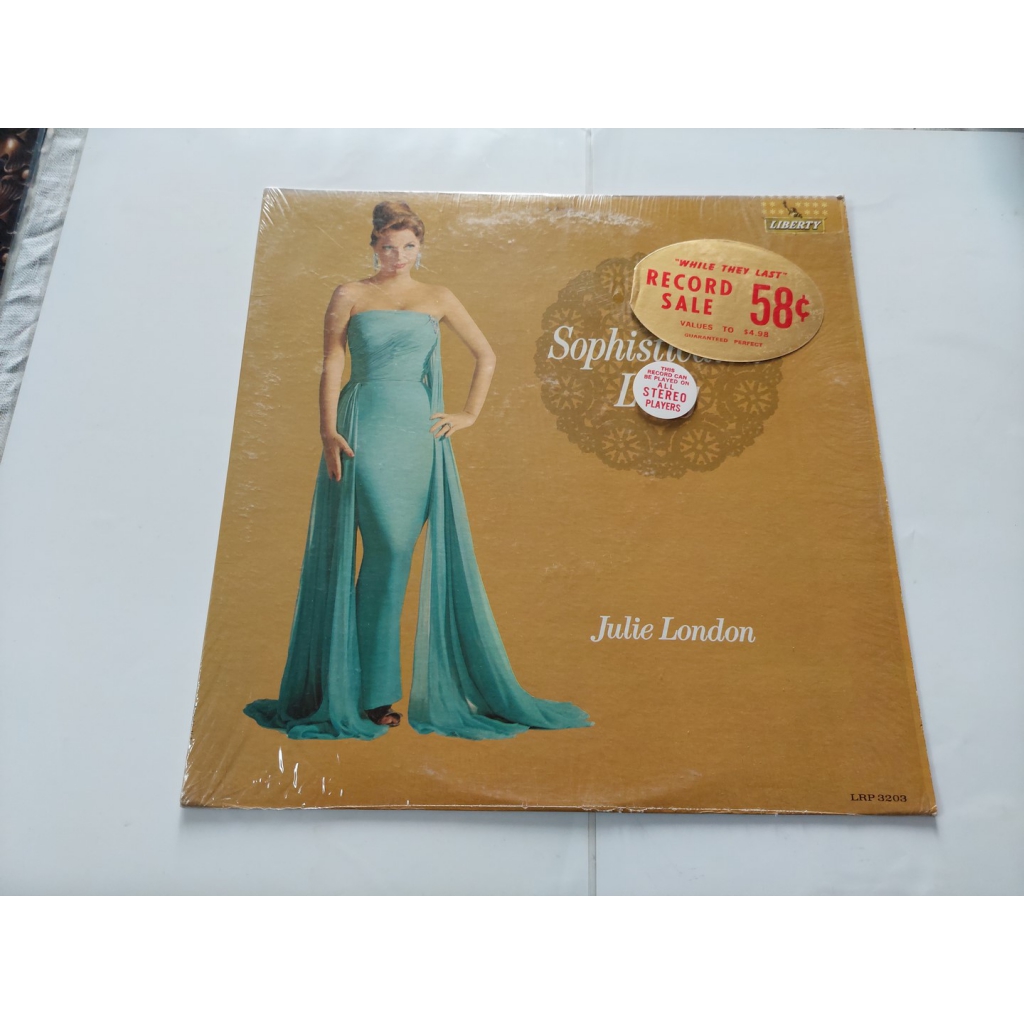 LIBERTY
"WHILE THEY LAST"
RECORD
SALE
58¢
VALUES TO $4.98
GUARANTEED PERFECT
THIS
RECORD CAN
BE PLAYED ON
ALL
STEREO
PLAYERS
Julie London
LRP 3203